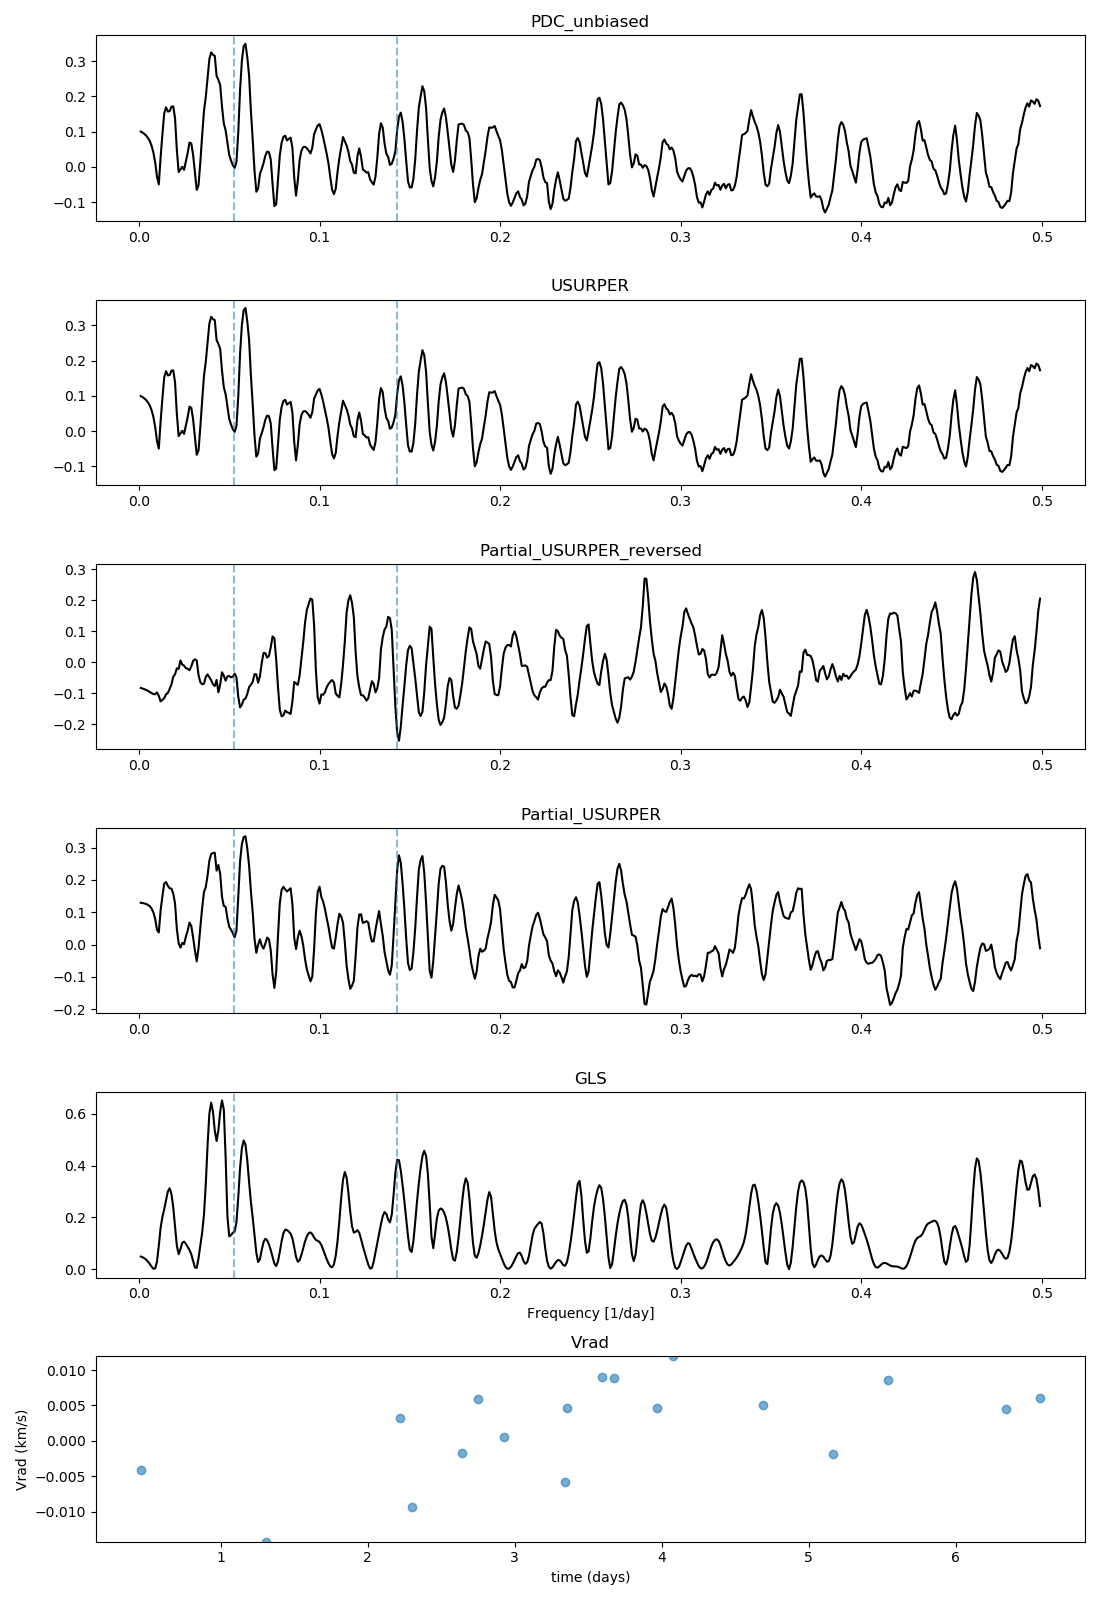 PDC_unbiased
0.3
0.2
0.1
0.0
−0.1
0.0 0.1 0.2 0.3 0.4 0.5
USURPER
0.3
0.2
0.1
0.0
−0.1
0.0 0.1 0.2 0.3 0.4 0.5
Partial_USURPER_reversed
0.3
0.2
0.1
0.0
−0.1
−0.2
0.0 0.1 0.2 0.3 0.4 0.5
Partial_USURPER
0.3
0.2
0.1
0.0
−0.1
−0.2
0.0 0.1 0.2 0.3 0.4 0.5
GLS
0.6
0.4
0.2
0.0
0.0 0.1 0.2 0.3 0.4 0.5
Frequency [1/day]
Vrad
Vrad (km/s)
0.010
0.005
0.000
−0.005
−0.010
1 2 3 4 5 6
time (days)